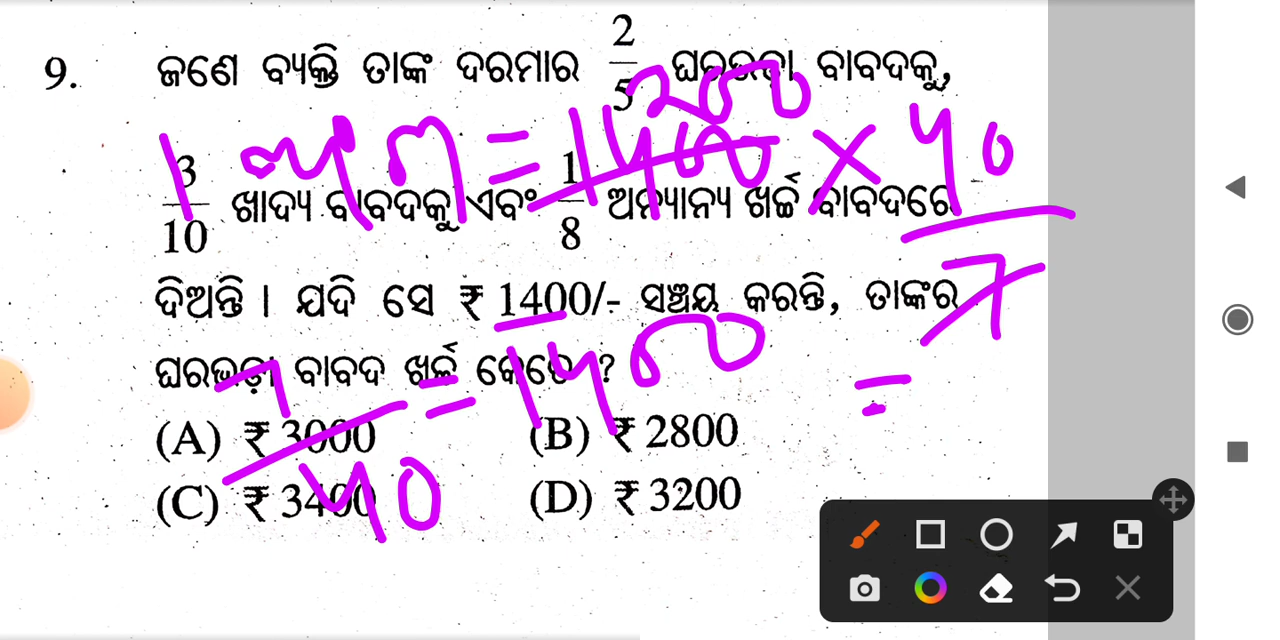 9. ଜଣେ ବ୍ୟକ୍ତି ତାଙ୍କ ଦରମାର 2/5 ଘରଭଡ଼ା ବାବଦକୁ,
200
1 ଅଂଶ = 1400 × 40
3/10 ଖାଦ୍ୟ ବାବଦକୁ ଏବଂ 1/8 ଅନ୍ୟାନ୍ୟ ଖର୍ଚ୍ଚ ବାବଦରେ
7
ଦିଅନ୍ତି । ଯଦି ସେ ₹ 1400/- ସଞ୍ଚୟ କରନ୍ତି, ତାଙ୍କର
ଘରଭଡ଼ା ବାବଦ ଖର୍ଚ୍ଚ କେତେ ?
7/40 = 1400 =
(A) ₹ 3000 (B) ₹ 2800
(C) ₹ 3400 (D) ₹ 3200